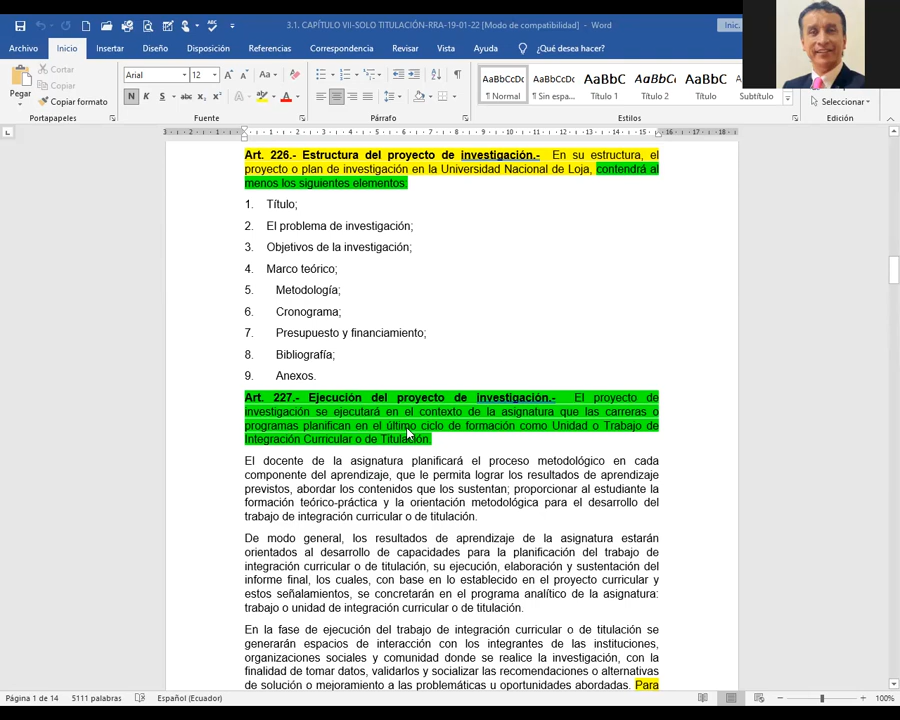 3.1. CAPÍTULO VII-SOLO TITULACIÓN-RRA-19-01-22 [Modo de compatibilidad] - Word
Inic.
Archivo Inicio Insertar Diseño Disposición Referencias Correspondencia Revisar Vista Ayuda ¿Qué desea hacer?
Pegar
Cortar
Copiar
Copiar formato
Portapapeles
Arial 12
N K S abc x₂ x²
Fuente
Párrafo
AaBbCcDc AaBbCcDc AaBbC AaBbCc AaBbC AaBbCcD
¶ Normal ¶ Sin espa... Título 1 Título 2 Título Subtítulo
Estilos
Seleccionar
Edición
Art. 226.- Estructura del proyecto de investigación.- En su estructura, el
proyecto o plan de investigación en la Universidad Nacional de Loja, contendrá al
menos los siguientes elementos:
1. Título;
2. El problema de investigación;
3. Objetivos de la investigación;
4. Marco teórico;
5. Metodología;
6. Cronograma;
7. Presupuesto y financiamiento;
8. Bibliografía;
9. Anexos.
Art. 227.- Ejecución del proyecto de investigación.- El proyecto de
investigación se ejecutará en el contexto de la asignatura que las carreras o
programas planifican en el último ciclo de formación como Unidad o Trabajo de
Integración Curricular o de Titulación.
El docente de la asignatura planificará el proceso metodológico en cada
componente del aprendizaje, que le permita lograr los resultados de aprendizaje
previstos, abordar los contenidos que los sustentan; proporcionar al estudiante la
formación teórico-práctica y la orientación metodológica para el desarrollo del
trabajo de integración curricular o de titulación.
De modo general, los resultados de aprendizaje de la asignatura estarán
orientados al desarrollo de capacidades para la planificación del trabajo de
integración curricular o de titulación, su ejecución, elaboración y sustentación del
informe final, los cuales, con base en lo establecido en el proyecto curricular y
estos señalamientos, se concretarán en el programa analítico de la asignatura:
trabajo o unidad de integración curricular o de titulación.
En la fase de ejecución del trabajo de integración curricular o de titulación se
generarán espacios de interacción con los integrantes de las instituciones,
organizaciones sociales y comunidad donde se realice la investigación, con la
finalidad de tomar datos, validarlos y socializar las recomendaciones o alternativas
de solución o mejoramiento a las problemáticas u oportunidades abordadas. Para
Página 1 de 14 5111 palabras Español (Ecuador) 100%